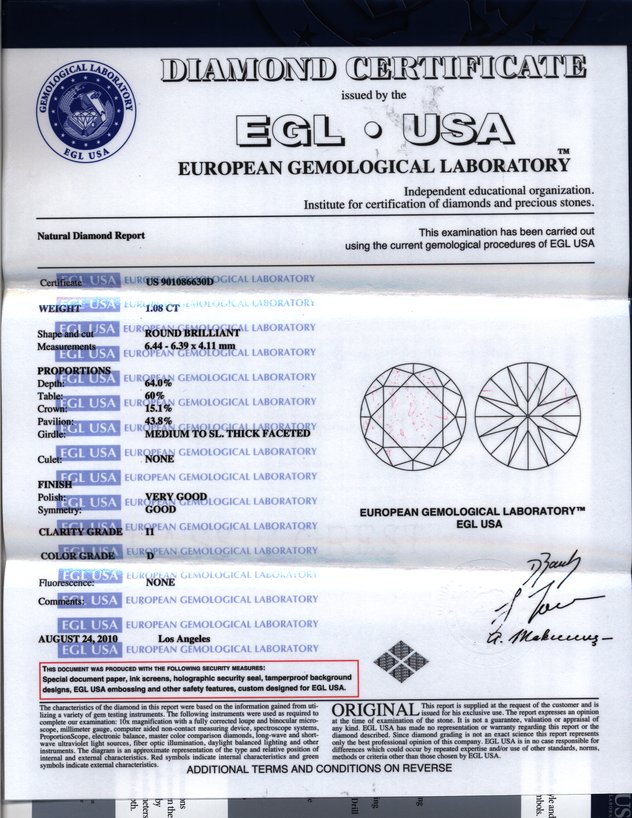 GEMOLOGICAL LABORATORY
EGL USA
DIAMOND CERTIFICATE
issued by the
EGL • USA
EUROPEAN GEMOLOGICAL LABORATORY™
Independent educational organization.
Institute for certification of diamonds and precious stones.
Natural Diamond Report
This examination has been carried out
using the current gemological procedures of EGL USA
Certificate US 901086630D
WEIGHT 1.08 CT
Shape and cut ROUND BRILLIANT
Measurements 6.44 - 6.39 x 4.11 mm
PROPORTIONS
Depth: 64.0%
Table: 60%
Crown: 15.1%
Pavilion: 43.8%
Girdle: MEDIUM TO SL. THICK FACETED
Culet: NONE
FINISH
Polish: VERY GOOD
Symmetry: GOOD
CLARITY GRADE I1
COLOR GRADE D
Fluorescence: NONE
Comments:
EGL USA EUROPEAN GEMOLOGICAL LABORATORY
AUGUST 24, 2010 Los Angeles
EUROPEAN GEMOLOGICAL LABORATORY™
EGL USA
THIS DOCUMENT WAS PRODUCED WITH THE FOLLOWING SECURITY MEASURES:
Special document paper, ink screens, holographic security seal, tamperproof background
designs, EGL USA embossing and other safety features, custom designed for EGL USA.
The characteristics of the diamond in this report were based on the information gained from uti-
lizing a variety of gem testing instruments. The following instruments were used as required to
complete our examination: 10x magnification with a fully corrected loupe and binocular micro-
scope, millimeter gauge, computer aided non-contact measuring device, spectroscope systems,
ProportionScope, electronic balance, master color comparison diamonds, long-wave and short-
wave ultraviolet light sources, fiber optic illumination, daylight balanced lighting and other
instruments. The diagram is an approximate representation of the type and relative position of
internal and external characteristics. Red symbols indicate internal characteristics and green
symbols indicate external characteristics.
ORIGINAL This report is supplied at the request of the customer and is
issued for his exclusive use. The report expresses an opinion
at the time of examination of the stone. It is not a guarantee, valuation or appraisal of
any kind. EGL USA has made no representation or warranty regarding this report or the
diamond described. Since diamond grading is not an exact science this report represents
only the best professional opinion of this company. EGL USA is in no case responsible for
differences which could occur by repeated expertise and/or use of other standards, norms,
methods or criteria other than those chosen by EGL USA.
ADDITIONAL TERMS AND CONDITIONS ON REVERSE